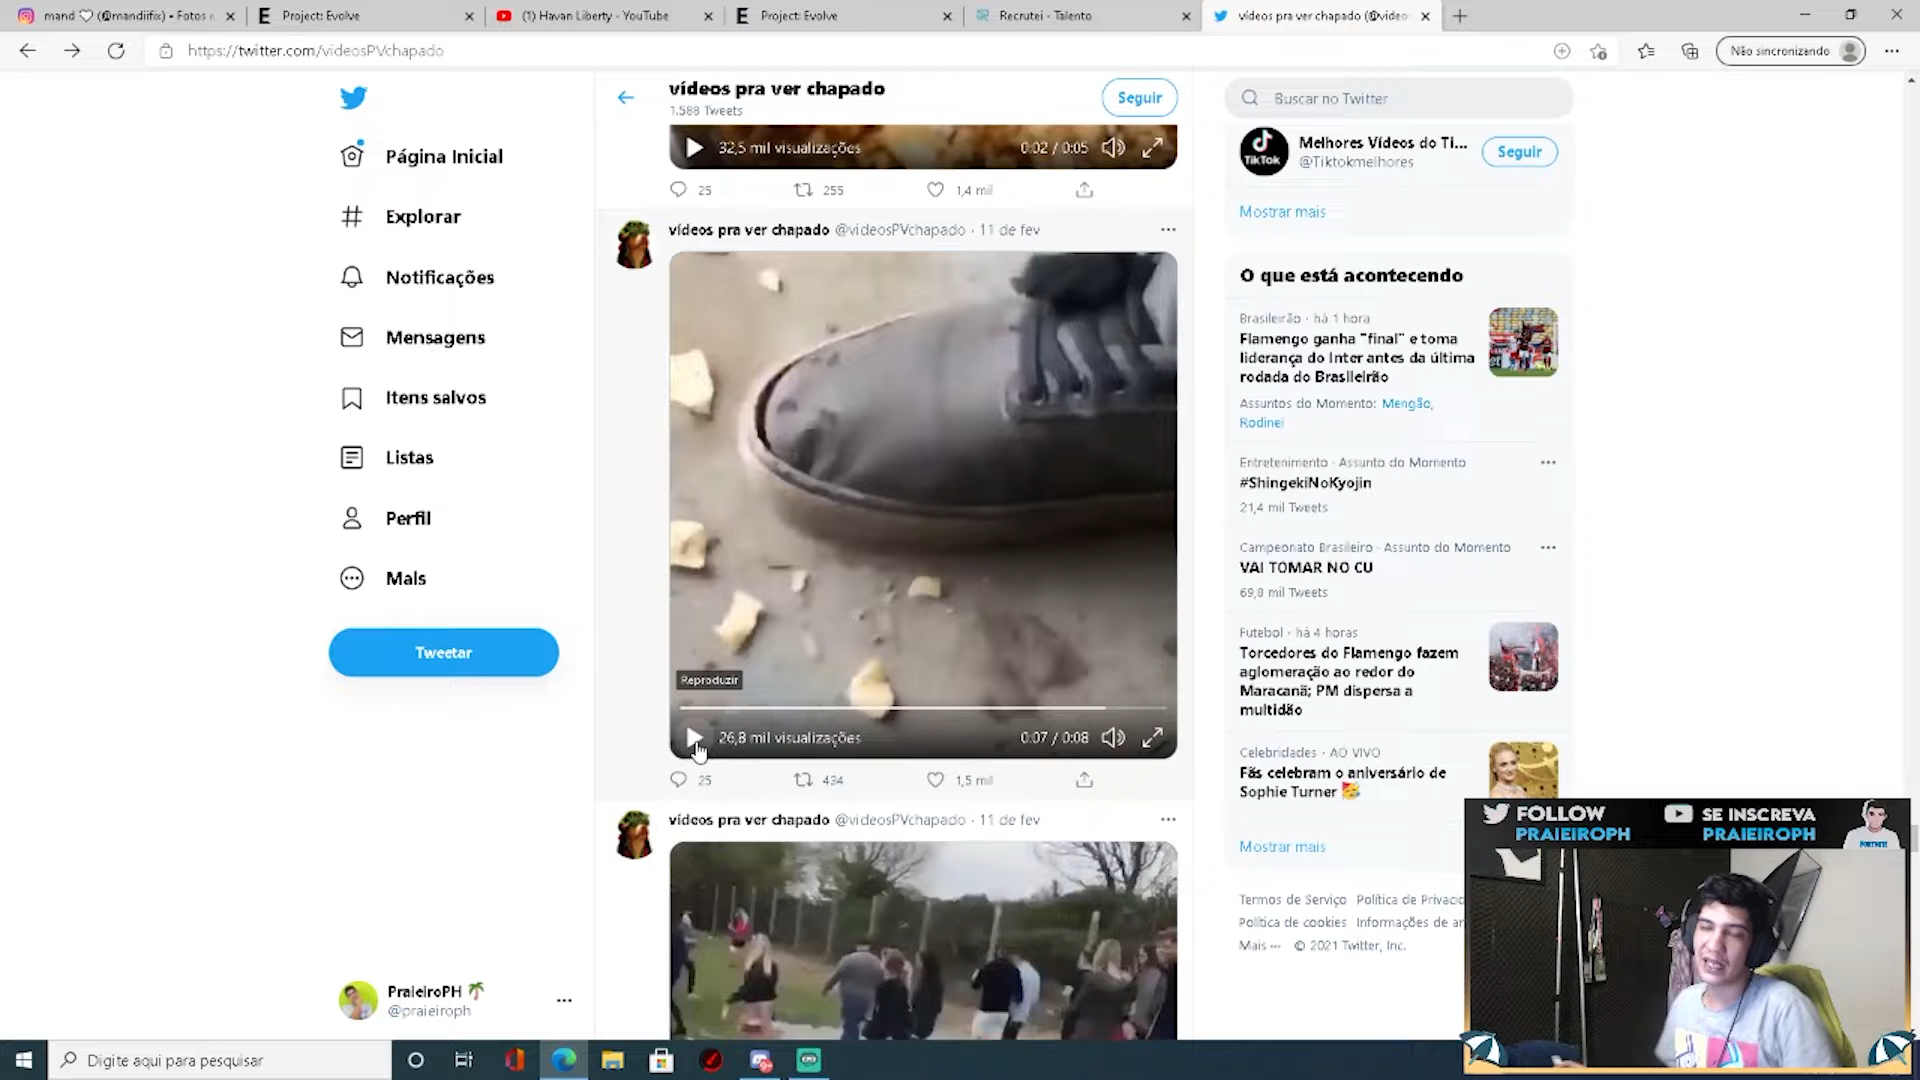 mand ♡ (@mandiifix) • Fotos e
Project: Evolve
(1) Havan Liberty - YouTube
Project: Evolve
Recrutei - Talento
vídeos pra ver chapado (@video
https://twitter.com/videosPVchapado
Não sincronizando
Página Inicial
Explorar
Notificações
Mensagens
Itens salvos
Listas
Perfil
Mais
Tweetar
PraieiroPH 🌴
@praieiroph
vídeos pra ver chapado
1.588 Tweets
Seguir
32,5 mil visualizações
0:02 / 0:05
25
255
1,4 mil
vídeos pra ver chapado @videosPVchapado · 11 de fev
Reproduzir
26,8 mil visualizações
0:07 / 0:08
25
434
1,5 mil
vídeos pra ver chapado @videosPVchapado · 11 de fev
Buscar no Twitter
TikTok
Melhores Vídeos do Ti...
@Tiktokmelhores
Seguir
Mostrar mais
O que está acontecendo
Brasileirão · há 1 hora
Flamengo ganha "final" e toma
liderança do Inter antes da última
rodada do Brasileirão
Assuntos do Momento: Mengão,
Rodinei
Entretenimento · Assunto do Momento
#ShingekiNoKyojin
21,4 mil Tweets
Campeonato Brasileiro · Assunto do Momento
VAI TOMAR NO CU
69,8 mil Tweets
Futebol · há 4 horas
Torcedores do Flamengo fazem
aglomeração ao redor do
Maracanã; PM dispersa a
multidão
Celebridades · AO VIVO
Fãs celebram o aniversário de
Sophie Turner 🥳
Mostrar mais
Termos de Serviço Política de Privacid
Política de cookies Informações de an
Mais ··· © 2021 Twitter, Inc.
FOLLOW
PRAIEIROPH
SE INSCREVA
PRAIEIROPH
Digite aqui para pesquisar